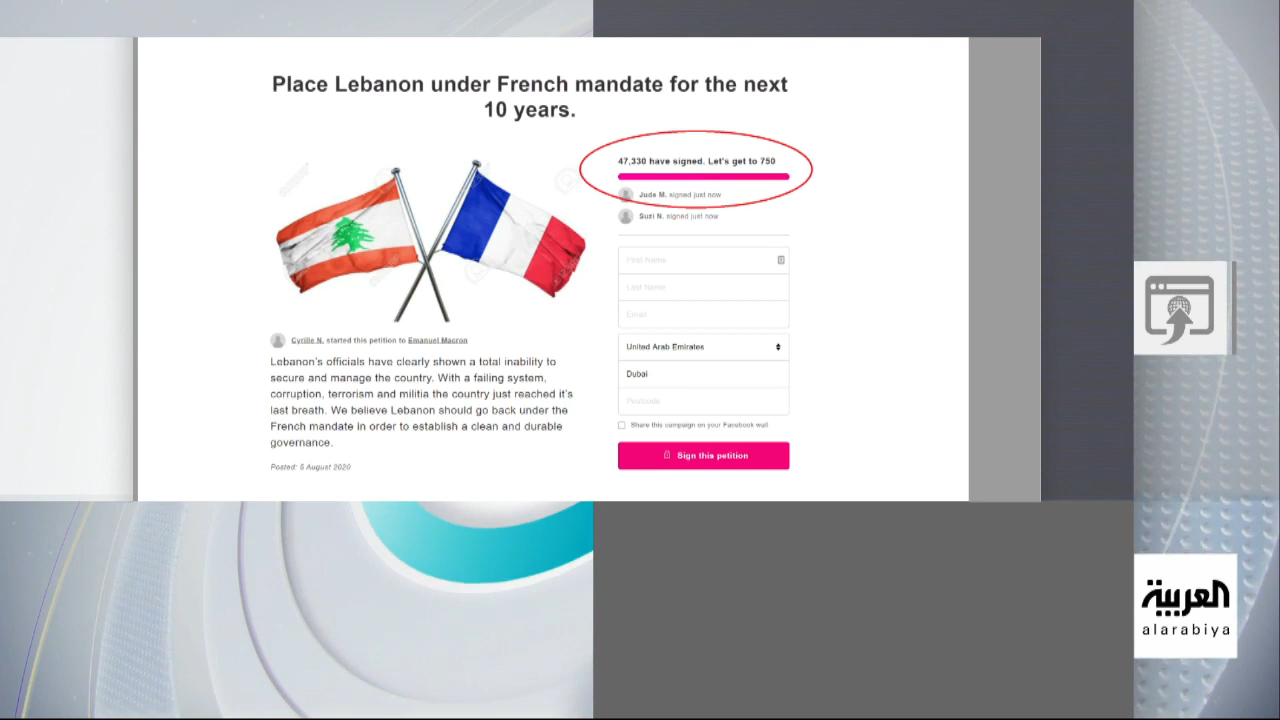 Place Lebanon under French mandate for the next
10 years.
47,330 have signed. Let's get to 750
Jude M. signed just now
Suzi N. signed just now
First Name
Last Name
Email
United Arab Emirates
Dubai
Postcode
Share this campaign on your Facebook wall
Sign this petition
Cyrille N. started this petition to Emanuel Macron
Lebanon's officials have clearly shown a total inability to
secure and manage the country. With a failing system,
corruption, terrorism and militia the country just reached it's
last breath. We believe Lebanon should go back under the
French mandate in order to establish a clean and durable
governance.
Posted: 5 August 2020
العربية
alarabiya